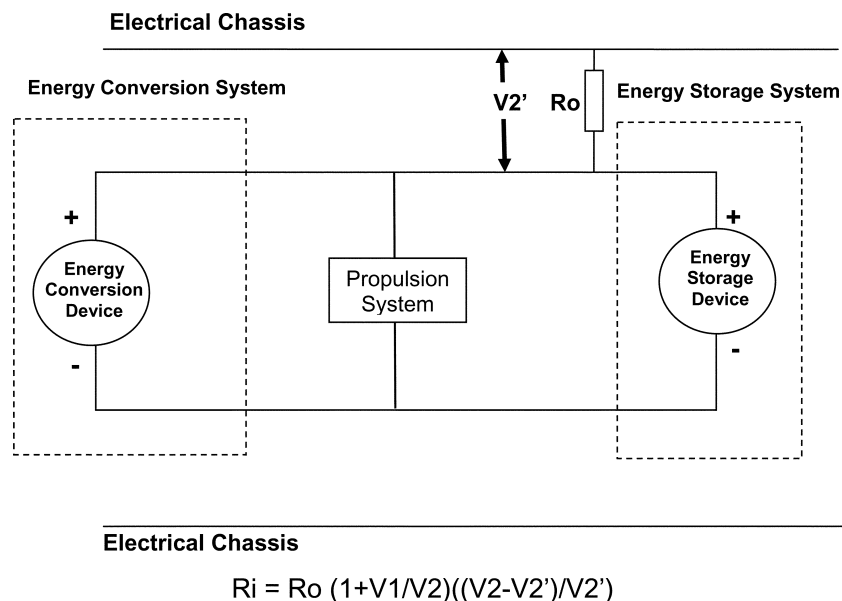 Electrical Chassis
Energy Conversion System
V2’
Ro
Energy Storage System
+
+
Energy
Conversion
Device
Propulsion
System
Energy
Storage
Device
-
-
Electrical Chassis
Ri = Ro (1+V1/V2)((V2-V2’)/V2’)